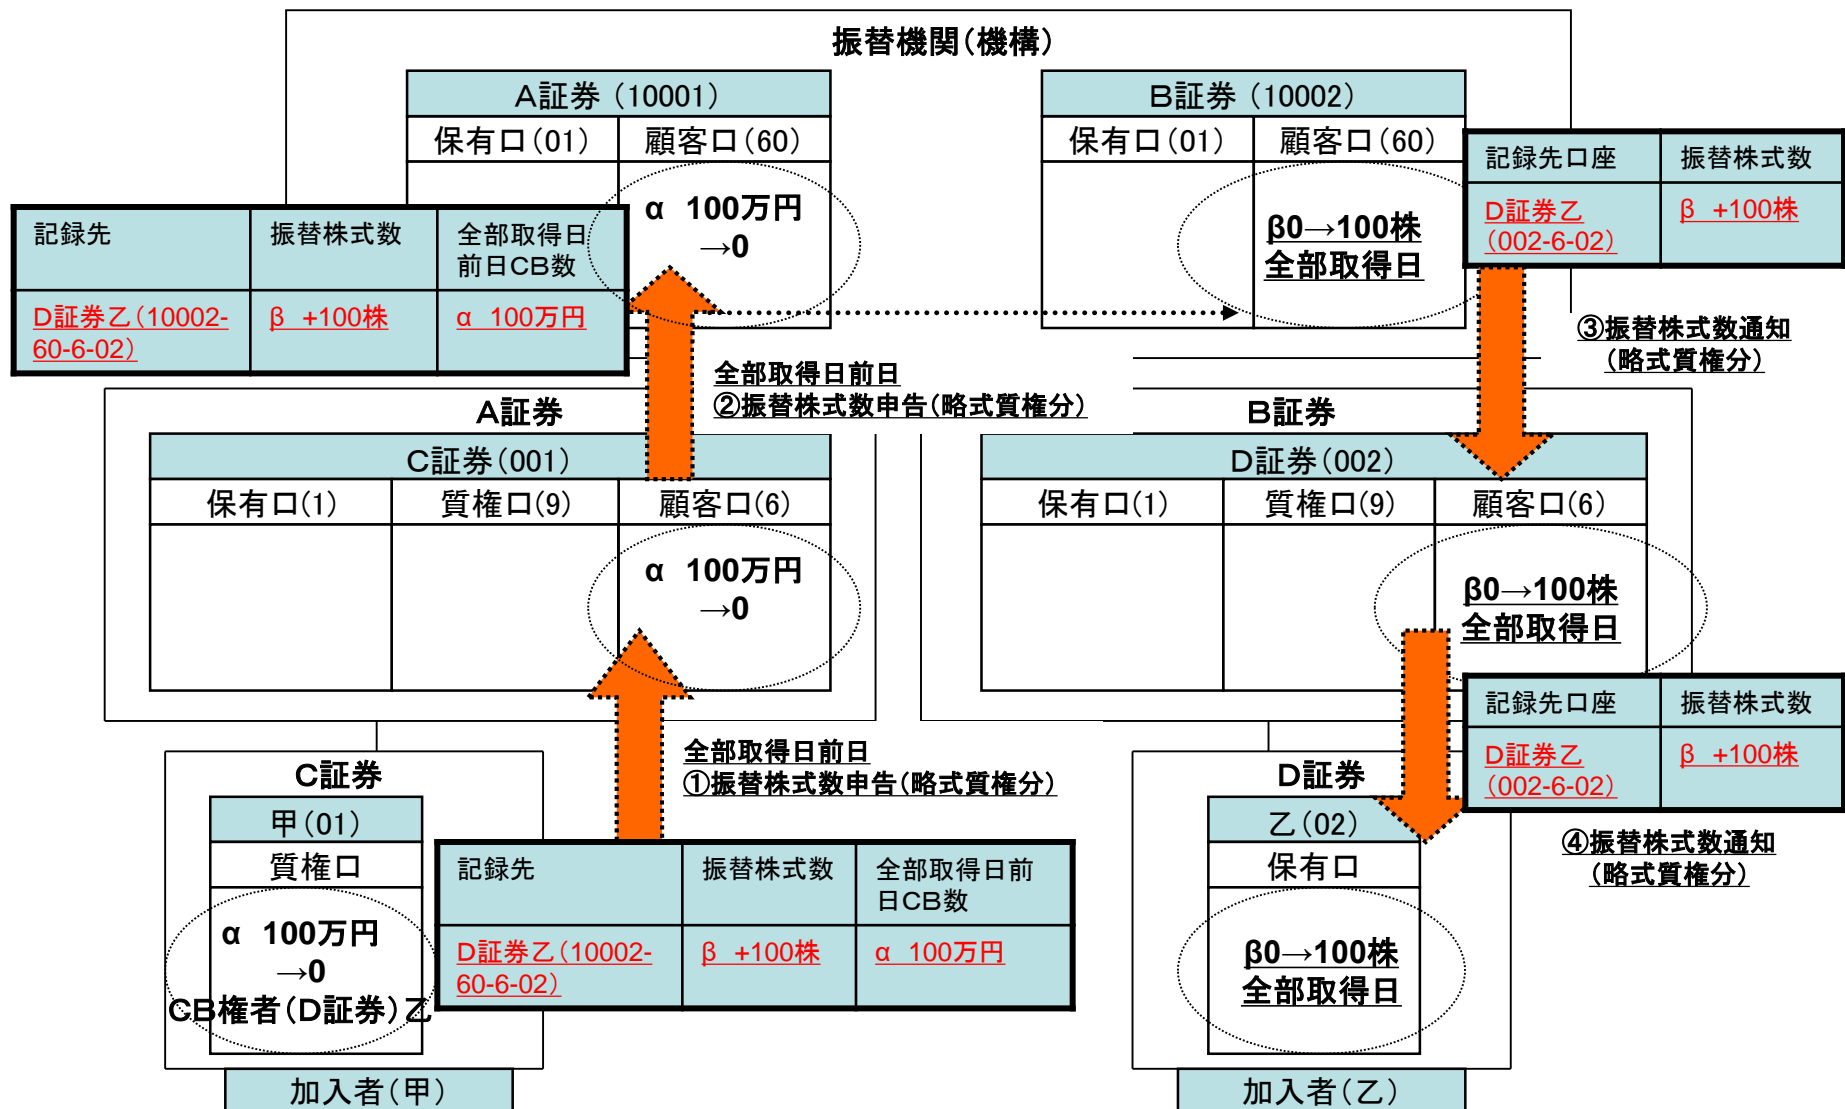 振替機関(機構)
A証券 (10001)
保有口(01)
顧客口(60)
α 100万円
→0
B証券 (10002)
保有口(01)
顧客口(60)
β0→100株
全部取得日
記録先口座
振替株式数
D証券乙
(002-6-02)
β +100株
記録先
振替株式数
全部取得日
前日CB数
D証券乙(10002-
60-6-02)
β +100株
α 100万円
③振替株式数通知
(略式質権分)
全部取得日前日
②振替株式数申告(略式質権分)
A証券
C証券(001)
保有口(1)
質権口(9)
顧客口(6)
α 100万円
→0
B証券
D証券(002)
保有口(1)
質権口(9)
顧客口(6)
β0→100株
全部取得日
記録先口座
振替株式数
D証券乙
(002-6-02)
β +100株
④振替株式数通知
(略式質権分)
全部取得日前日
①振替株式数申告(略式質権分)
C証券
甲(01)
質権口
α 100万円
→0
CB権者(D証券)乙
加入者(甲)
記録先
振替株式数
全部取得日前
日CB数
D証券乙(10002-
60-6-02)
β +100株
α 100万円
D証券
乙(02)
保有口
β0→100株
全部取得日
加入者(乙)